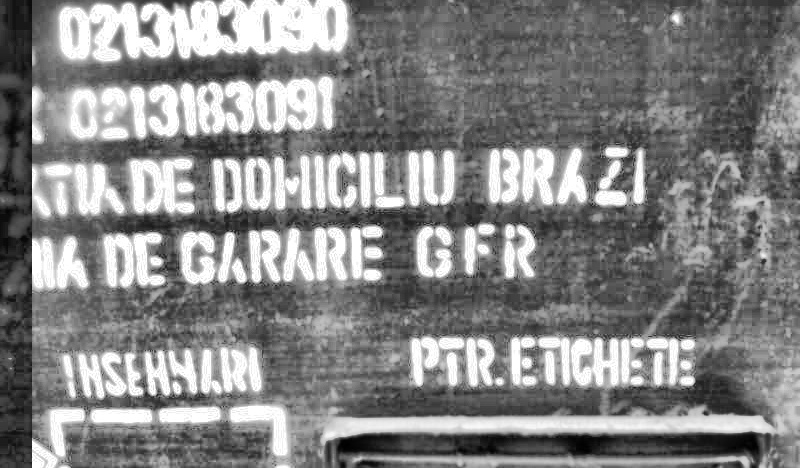 0213183090
0213183091
DE DOMICILIU BRAZI
DE GARARE GFR
INSEMNARI
PTR. ETICHETE